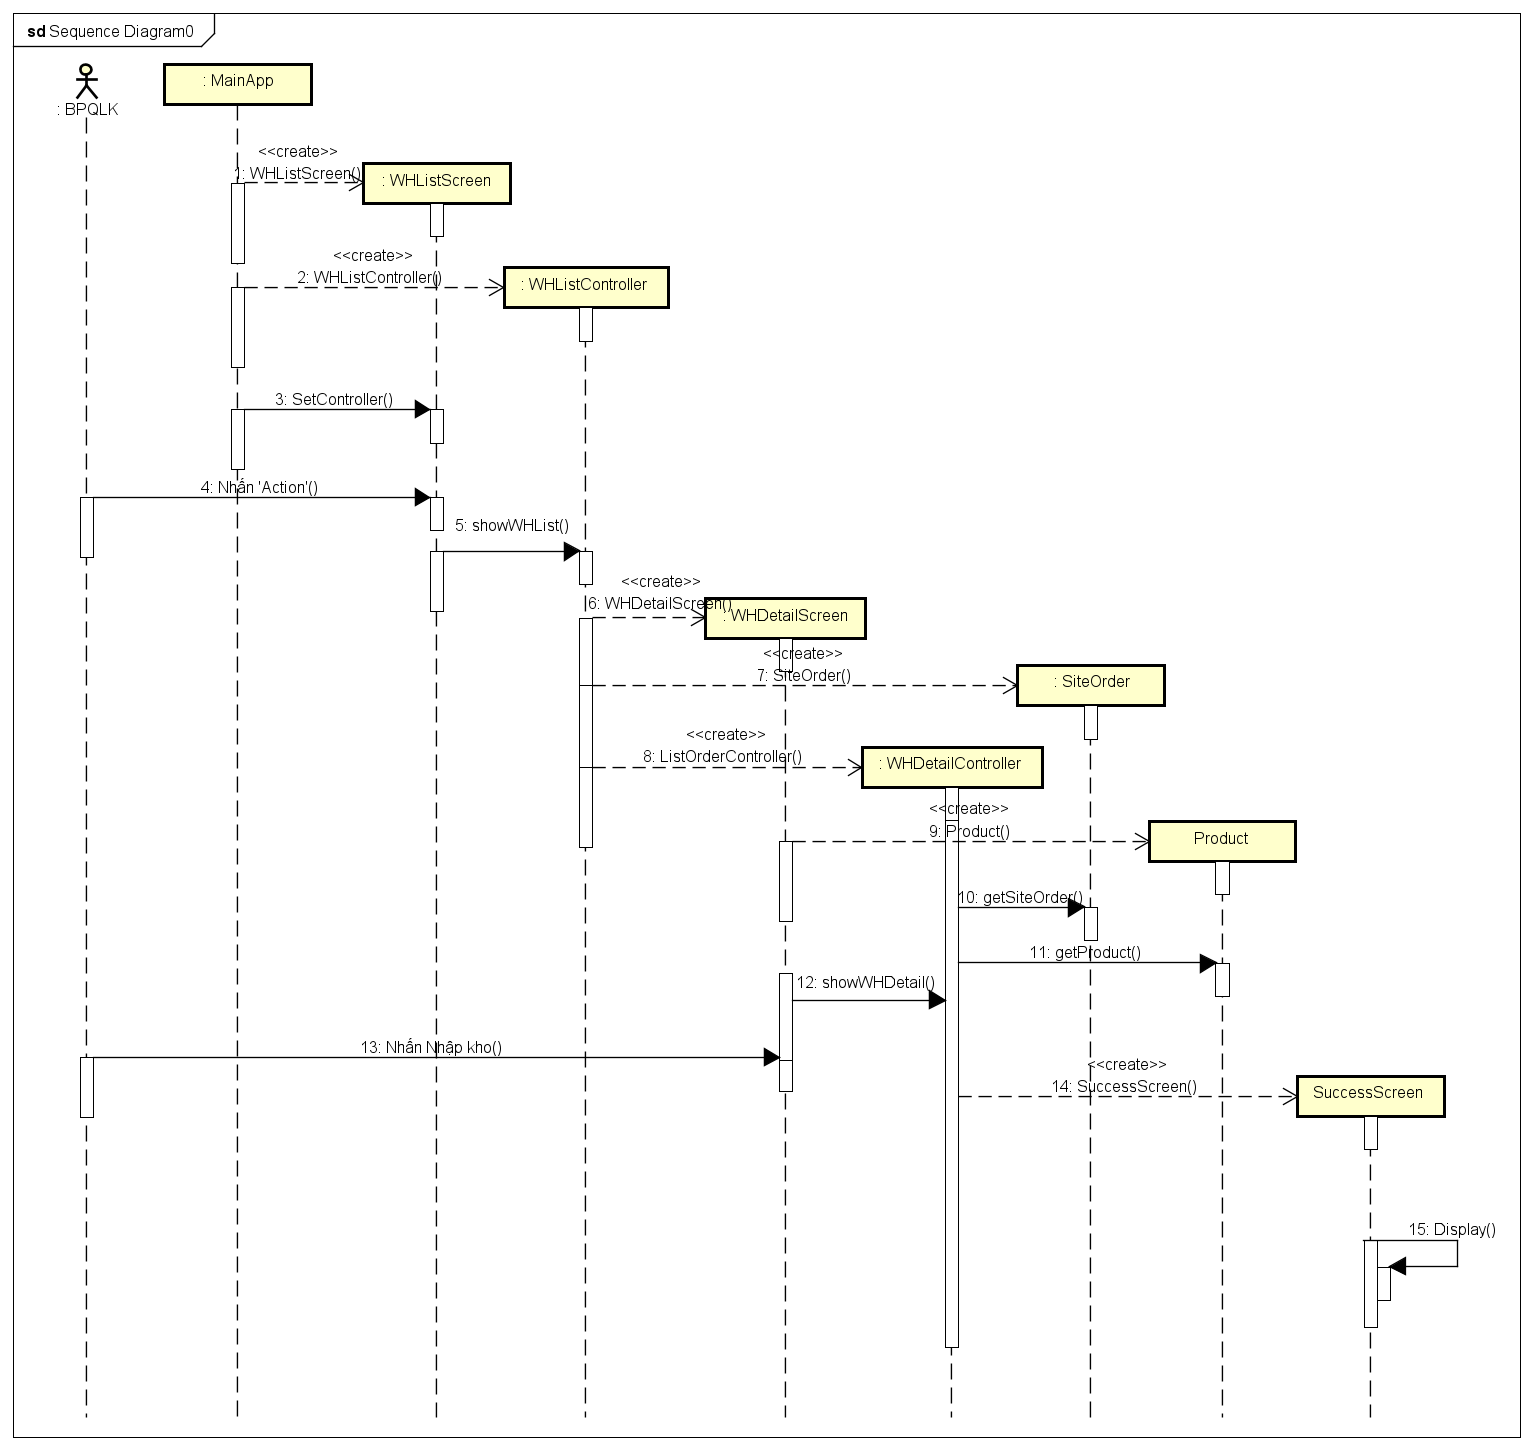 sd Sequence Diagram0
: BPQLK
: MainApp
<<create>>
1: WHListScreen()
: WHListScreen
<<create>>
2: WHListController()
: WHListController
3: SetController()
4: Nhấn 'Action'()
5: showWHList()
<<create>>
6: WHDetailScreen()
: WHDetailScreen
<<create>>
7: SiteOrder()
: SiteOrder
<<create>>
8: ListOrderController()
: WHDetailController
<<create>>
9: Product()
Product
10: getSiteOrder()
11: getProduct()
12: showWHDetail()
13: Nhấn Nhập kho()
<<create>>
14: SuccessScreen()
SuccessScreen
15: Display()